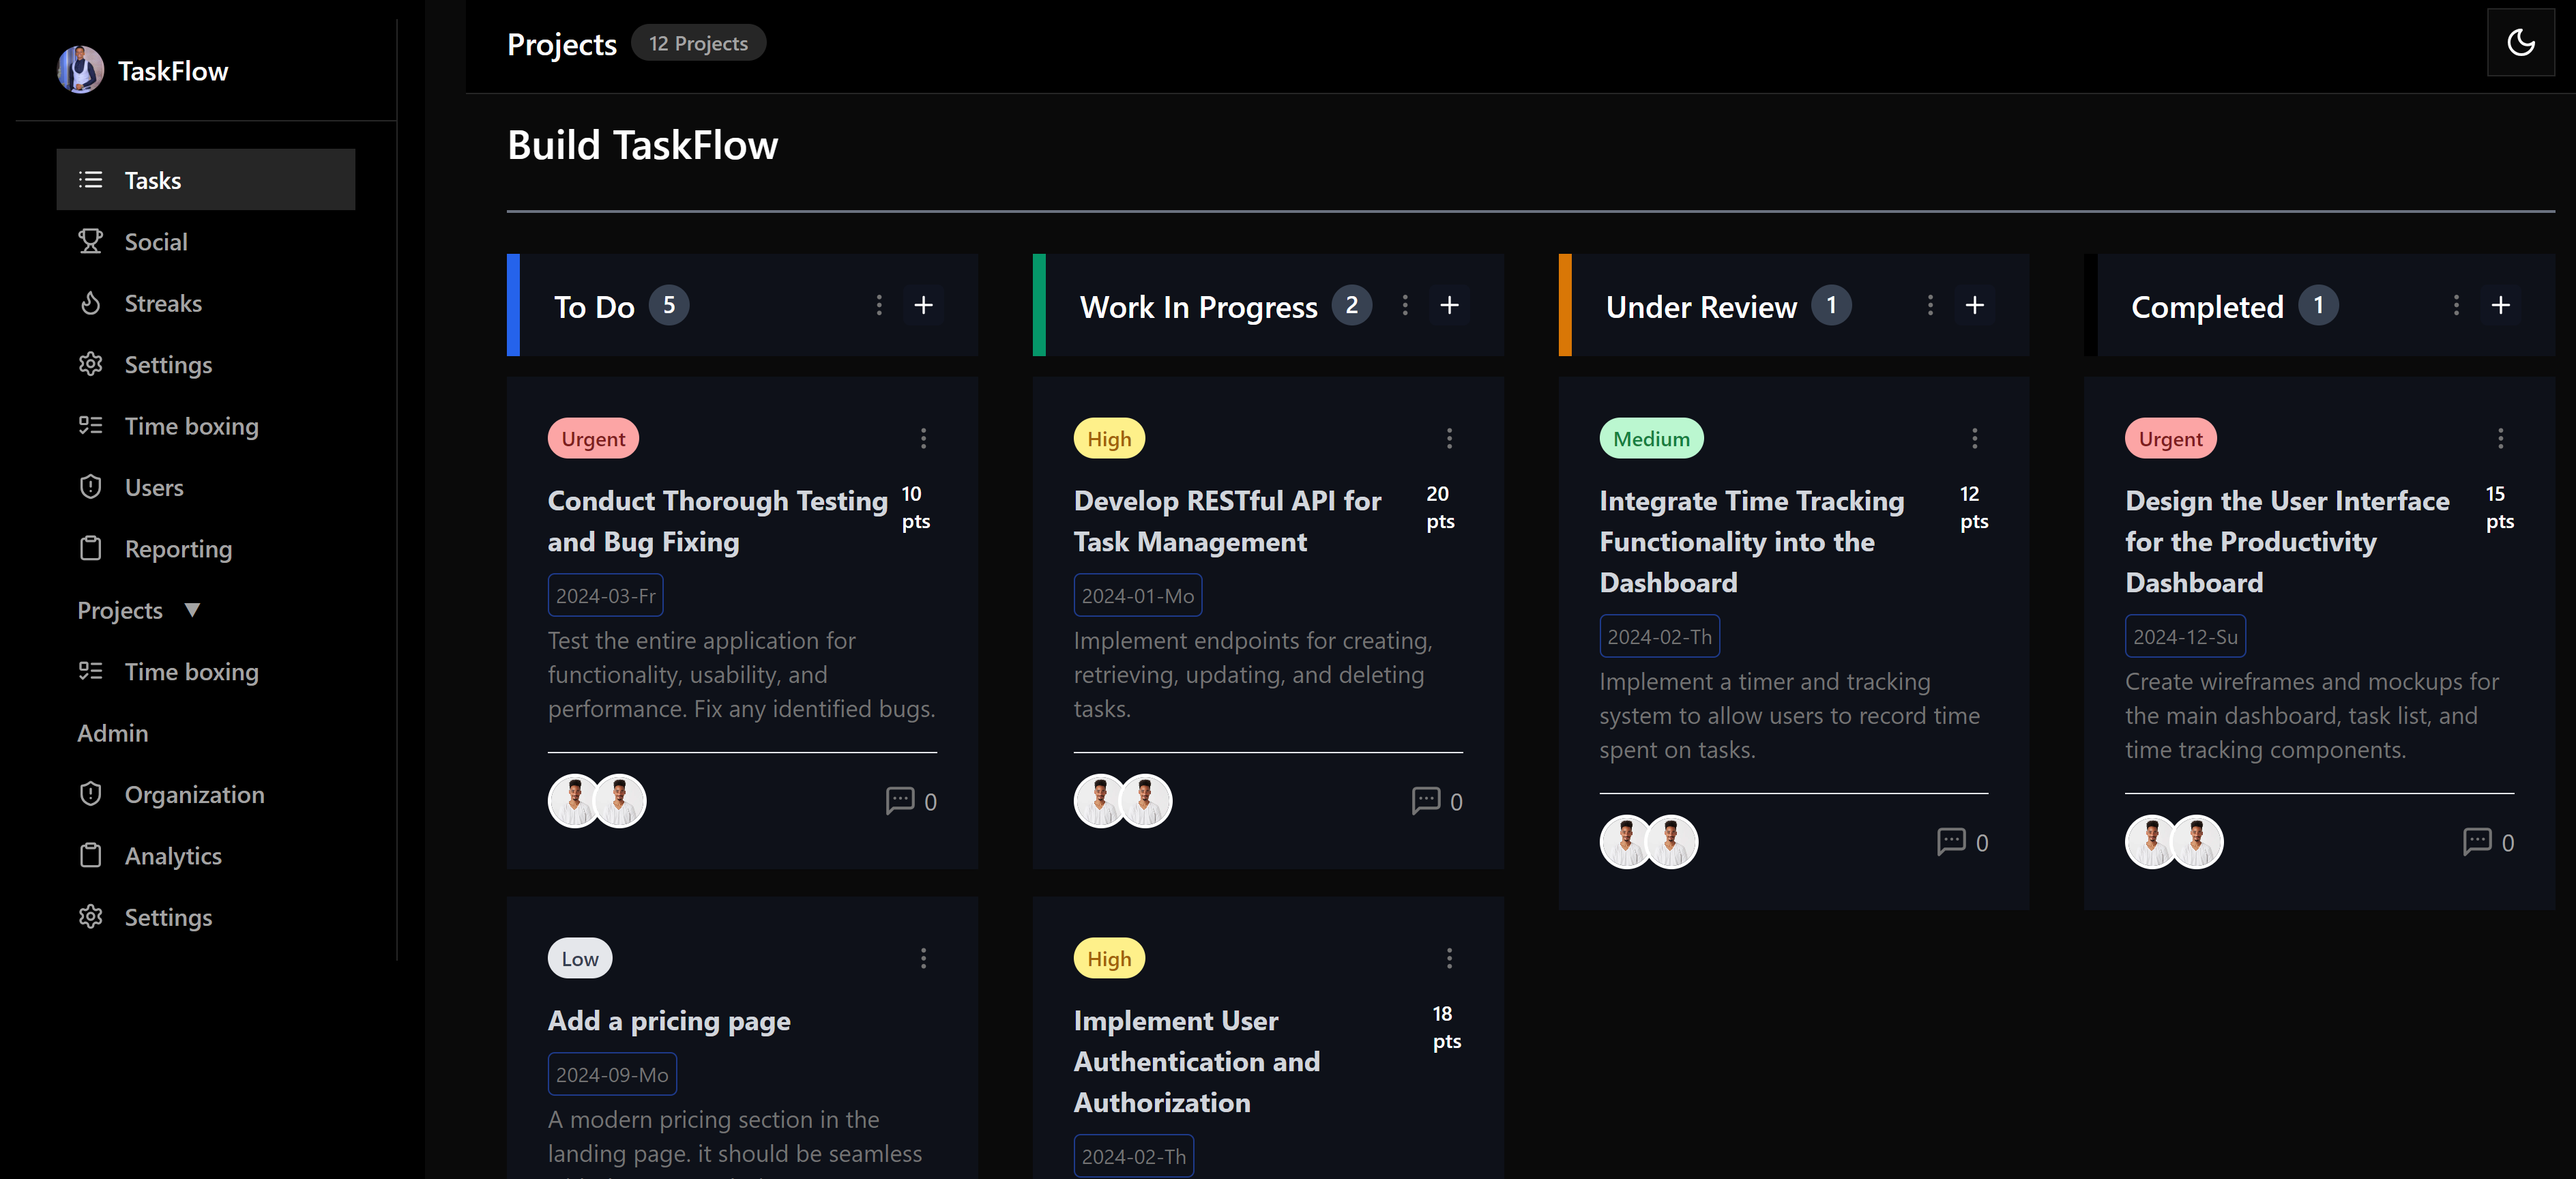 TaskFlow
Tasks
Social
Streaks
Settings
Time boxing
Users
Reporting
Projects ▼
Time boxing
Admin
Organization
Analytics
Settings
Projects 12 Projects
Build TaskFlow
To Do 5
Urgent
Conduct Thorough Testing
and Bug Fixing
10
pts
2024-03-Fr
Test the entire application for
functionality, usability, and
performance. Fix any identified bugs.
0
Low
Add a pricing page
2024-09-Mo
A modern pricing section in the
landing page. it should be seamless
Work In Progress 2
High
Develop RESTful API for
Task Management
20
pts
2024-01-Mo
Implement endpoints for creating,
retrieving, updating, and deleting
tasks.
0
High
Implement User
Authentication and
Authorization
18
pts
2024-02-Th
Under Review 1
Medium
Integrate Time Tracking
Functionality into the
Dashboard
12
pts
2024-02-Th
Implement a timer and tracking
system to allow users to record time
spent on tasks.
0
Completed 1
Urgent
Design the User Interface
for the Productivity
Dashboard
15
pts
2024-12-Su
Create wireframes and mockups for
the main dashboard, task list, and
time tracking components.
0